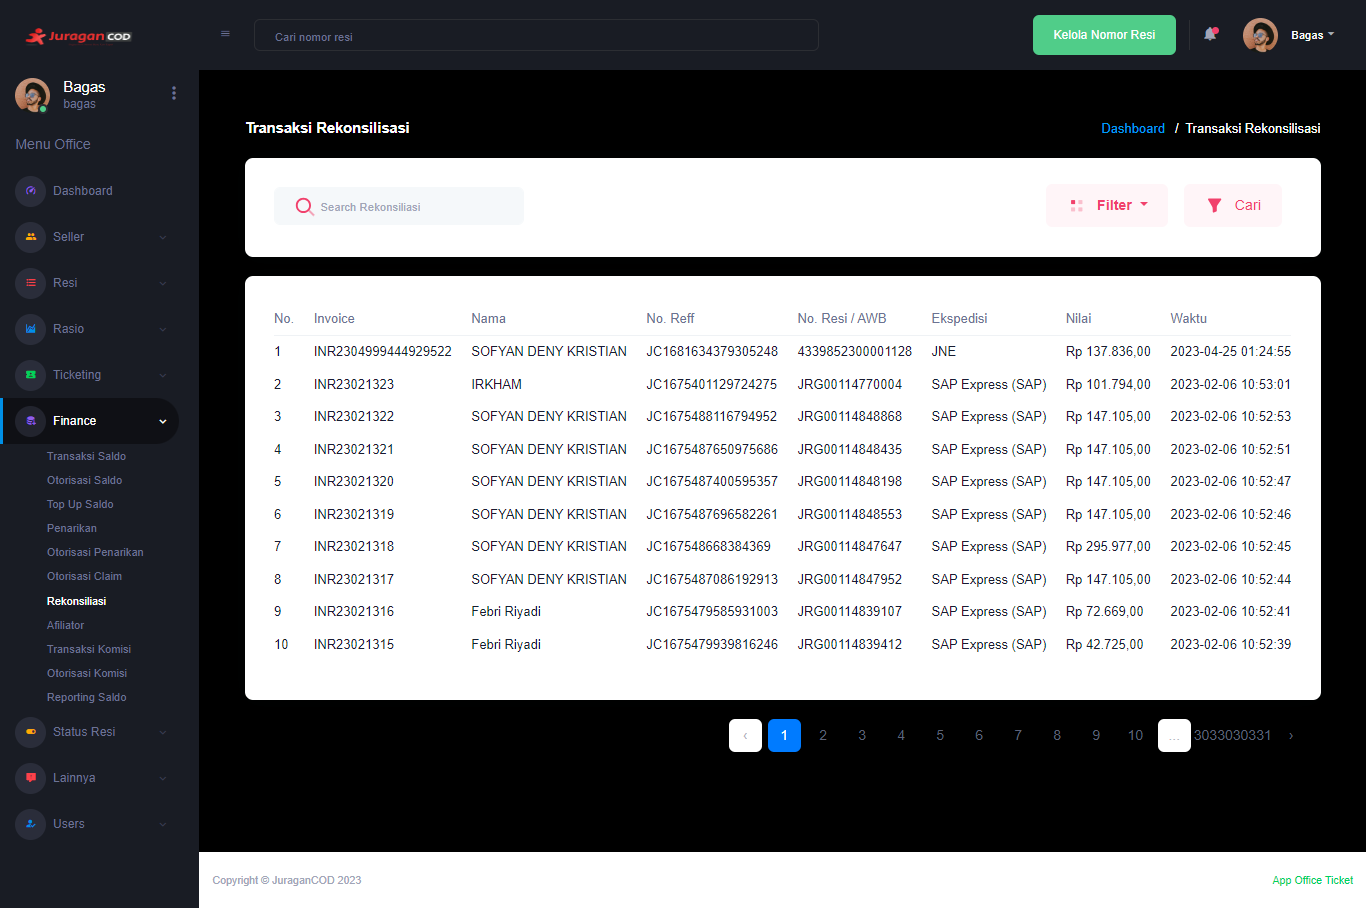 Juragan COD
Cari nomor resi
Kelola Nomor Resi
Bagas
Bagas
bagas
Menu Office
Dashboard
Seller
Resi
Rasio
Ticketing
Finance
Transaksi Saldo
Otorisasi Saldo
Top Up Saldo
Penarikan
Otorisasi Penarikan
Otorisasi Claim
Rekonsiliasi
Afiliator
Transaksi Komisi
Otorisasi Komisi
Reporting Saldo
Status Resi
Lainnya
Users
Transaksi Rekonsilisasi
Dashboard / Transaksi Rekonsilisasi
Search Rekonsiliasi
Filter
Cari
No. Invoice Nama No. Reff No. Resi / AWB Ekspedisi Nilai Waktu
1 INR2304999444929522 SOFYAN DENY KRISTIAN JC1681634379305248 4339852300001128 JNE Rp 137.836,00 2023-04-25 01:24:55
2 INR23021323 IRKHAM JC1675401129724275 JRG00114770004 SAP Express (SAP) Rp 101.794,00 2023-02-06 10:53:01
3 INR23021322 SOFYAN DENY KRISTIAN JC1675488116794952 JRG00114848868 SAP Express (SAP) Rp 147.105,00 2023-02-06 10:52:53
4 INR23021321 SOFYAN DENY KRISTIAN JC1675487650975686 JRG00114848435 SAP Express (SAP) Rp 147.105,00 2023-02-06 10:52:51
5 INR23021320 SOFYAN DENY KRISTIAN JC1675487400595357 JRG00114848198 SAP Express (SAP) Rp 147.105,00 2023-02-06 10:52:47
6 INR23021319 SOFYAN DENY KRISTIAN JC1675487696582261 JRG00114848553 SAP Express (SAP) Rp 147.105,00 2023-02-06 10:52:46
7 INR23021318 SOFYAN DENY KRISTIAN JC167548668384369 JRG00114847647 SAP Express (SAP) Rp 295.977,00 2023-02-06 10:52:45
8 INR23021317 SOFYAN DENY KRISTIAN JC1675487086192913 JRG00114847952 SAP Express (SAP) Rp 147.105,00 2023-02-06 10:52:44
9 INR23021316 Febri Riyadi JC1675479585931003 JRG00114839107 SAP Express (SAP) Rp 72.669,00 2023-02-06 10:52:41
10 INR23021315 Febri Riyadi JC1675479939816246 JRG00114839412 SAP Express (SAP) Rp 42.725,00 2023-02-06 10:52:39
‹ 1 2 3 4 5 6 7 8 9 10 ... 3033030331 ›
Copyright © JuraganCOD 2023
App Office Ticket